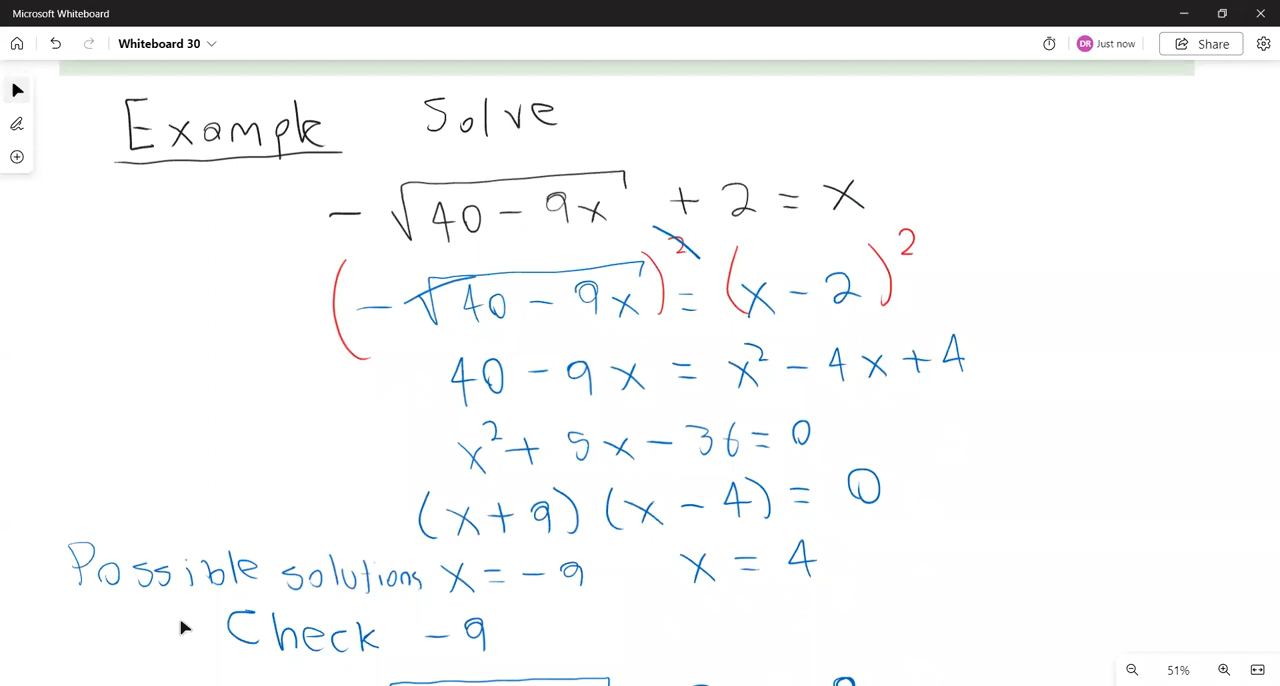 Microsoft Whiteboard
Whiteboard 30
DR Just now
Share
Example Solve
- √(40 - 9x) + 2 = x
(- √(40 - 9x))² = (x - 2)²
40 - 9x = x² - 4x + 4
x² + 5x - 36 = 0
(x + 9)(x - 4) = 0
Possible solutions x = -9 x = 4
Check -9
51%